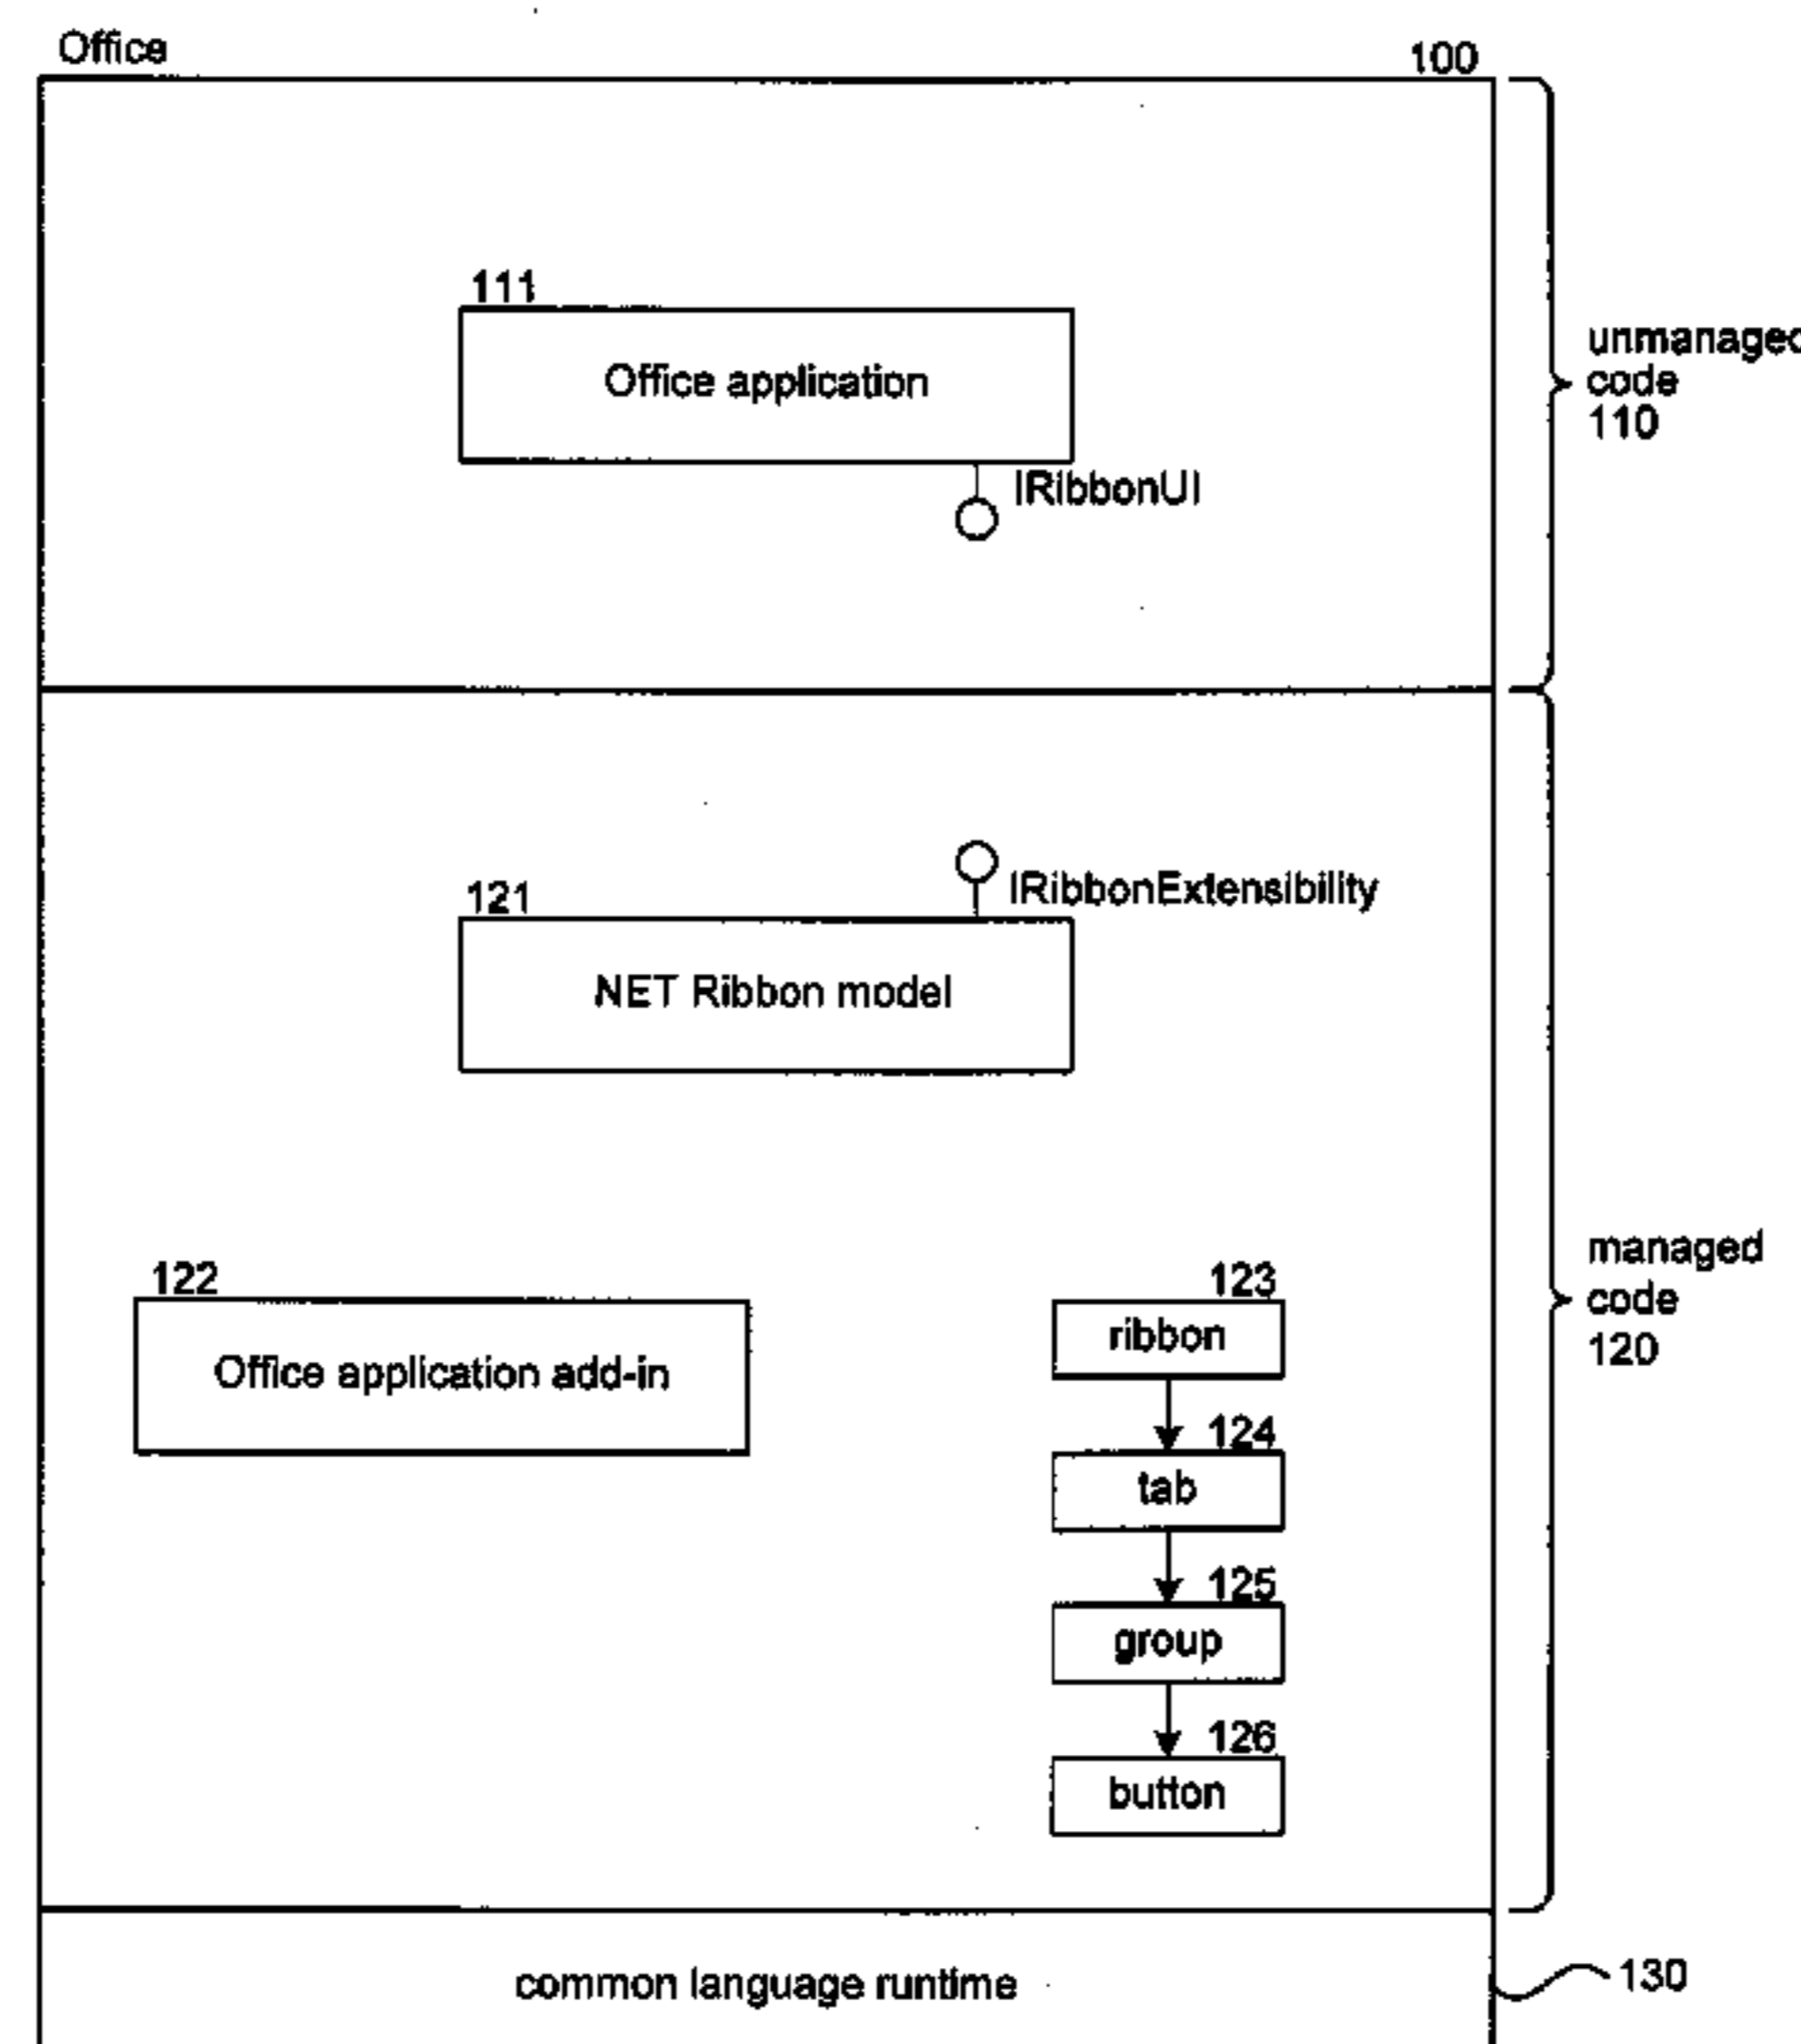 Office
100
111
Office application
IRibbonUI
unmanaged
code
110
IRibbonExtensibility
121
NET Ribbon model
122
Office application add-in
123
ribbon
124
tab
125
group
126
button
managed
code
120
common language runtime
130